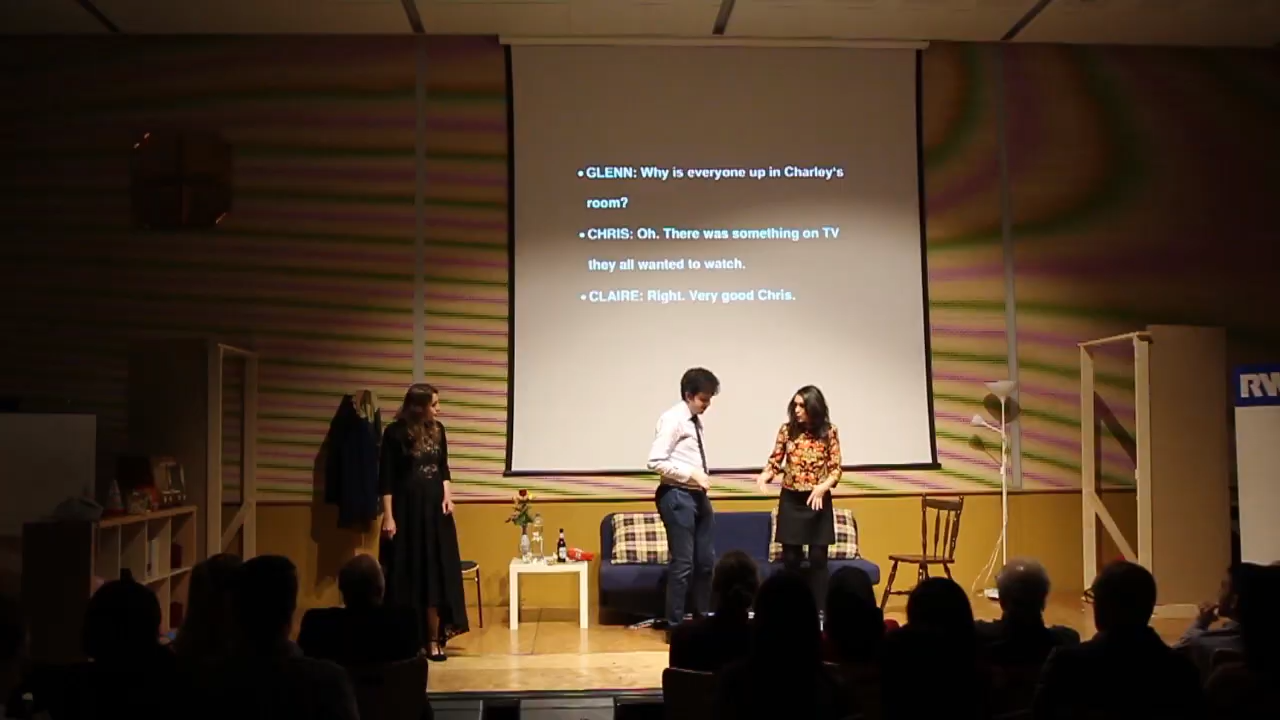 • GLENN: Why is everyone up in Charley's
room?
• CHRIS: Oh. There was something on TV
they all wanted to watch.
• CLAIRE: Right. Very good Chris.